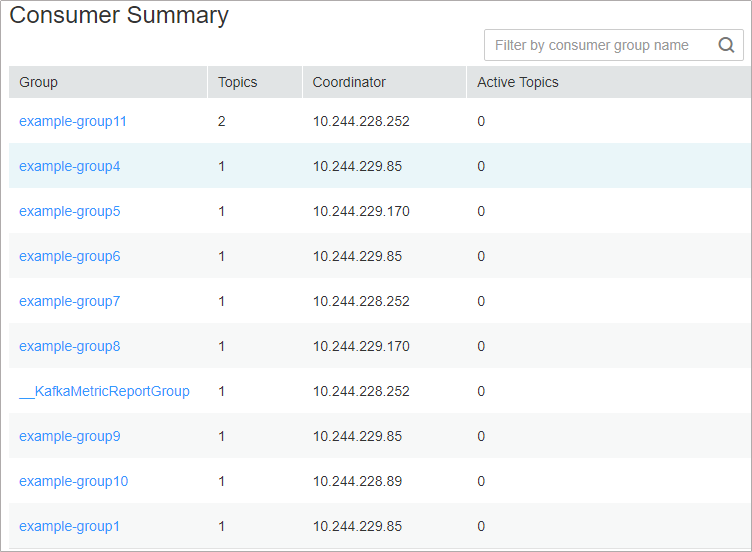 Consumer Summary
Filter by consumer group name
Group Topics Coordinator Active Topics
example-group11 2 10.244.228.252 0
example-group4 1 10.244.229.85 0
example-group5 1 10.244.229.170 0
example-group6 1 10.244.229.85 0
example-group7 1 10.244.228.252 0
example-group8 1 10.244.229.170 0
__KafkaMetricReportGroup 1 10.244.228.252 0
example-group9 1 10.244.229.85 0
example-group10 1 10.244.228.89 0
example-group1 1 10.244.229.85 0